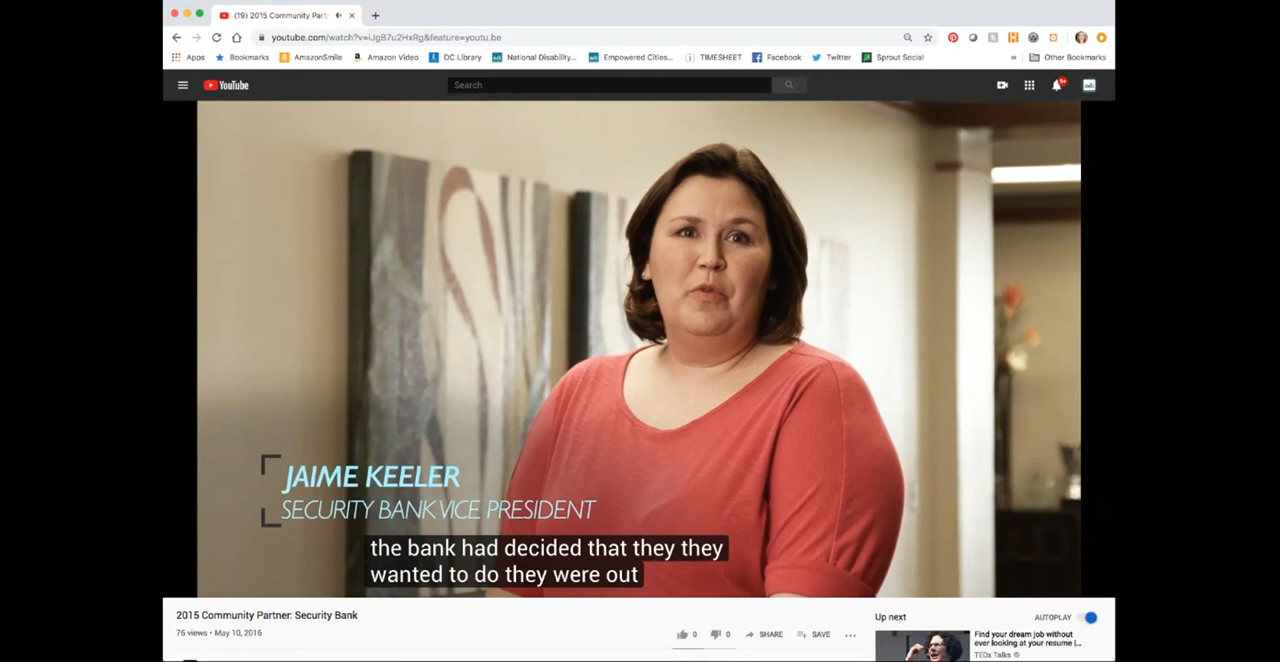 (19) 2015 Community Part
youtube.com/watch?v=iJgB7u2HxRg&feature=youtu.be
Apps Bookmarks AmazonSmile Amazon Video DC Library National Disability... Empowered Cities... TIMESHEET Facebook Twitter Sprout Social » Other Bookmarks
YouTube Search 9+
JAIME KEELER
SECURITY BANK VICE PRESIDENT
the bank had decided that they they
wanted to do they were out
2015 Community Partner: Security Bank
76 views • May 10, 2016
0 0 SHARE SAVE ...
Up next AUTOPLAY
Find your dream job without
ever looking at your resume |...
TEDx Talks